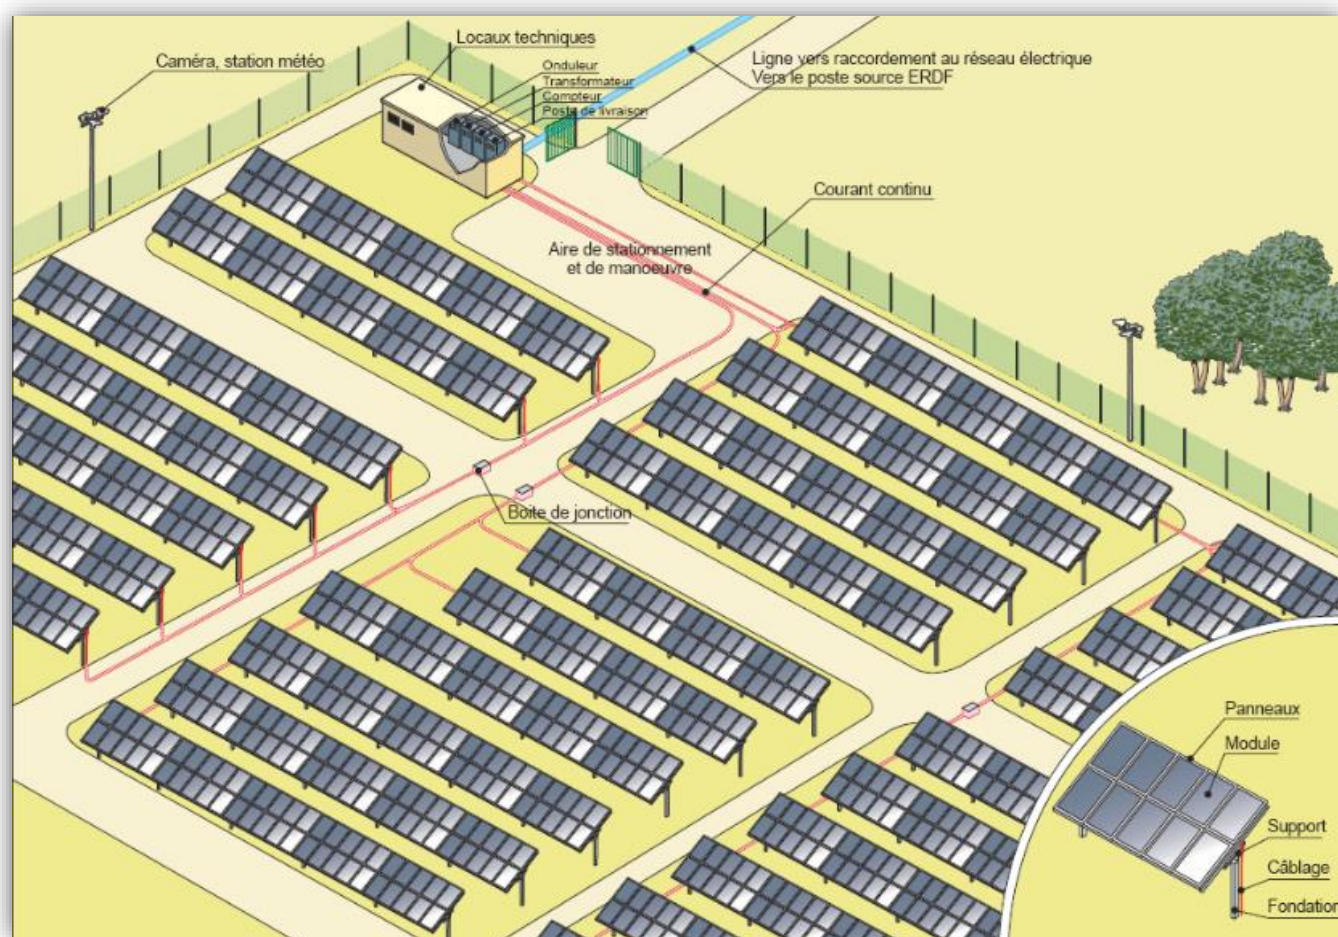 Locaux techniques
Caméra, station météo
Onduleur
Transformateur
Compteur
Poste de livraison
Ligne vers raccordement au réseau électrique
Vers le poste source ERDF
Courant continu
Aire de stationnement
et de manoeuvre
Boite de jonction
Panneaux
Module
Support
Câblage
Fondation